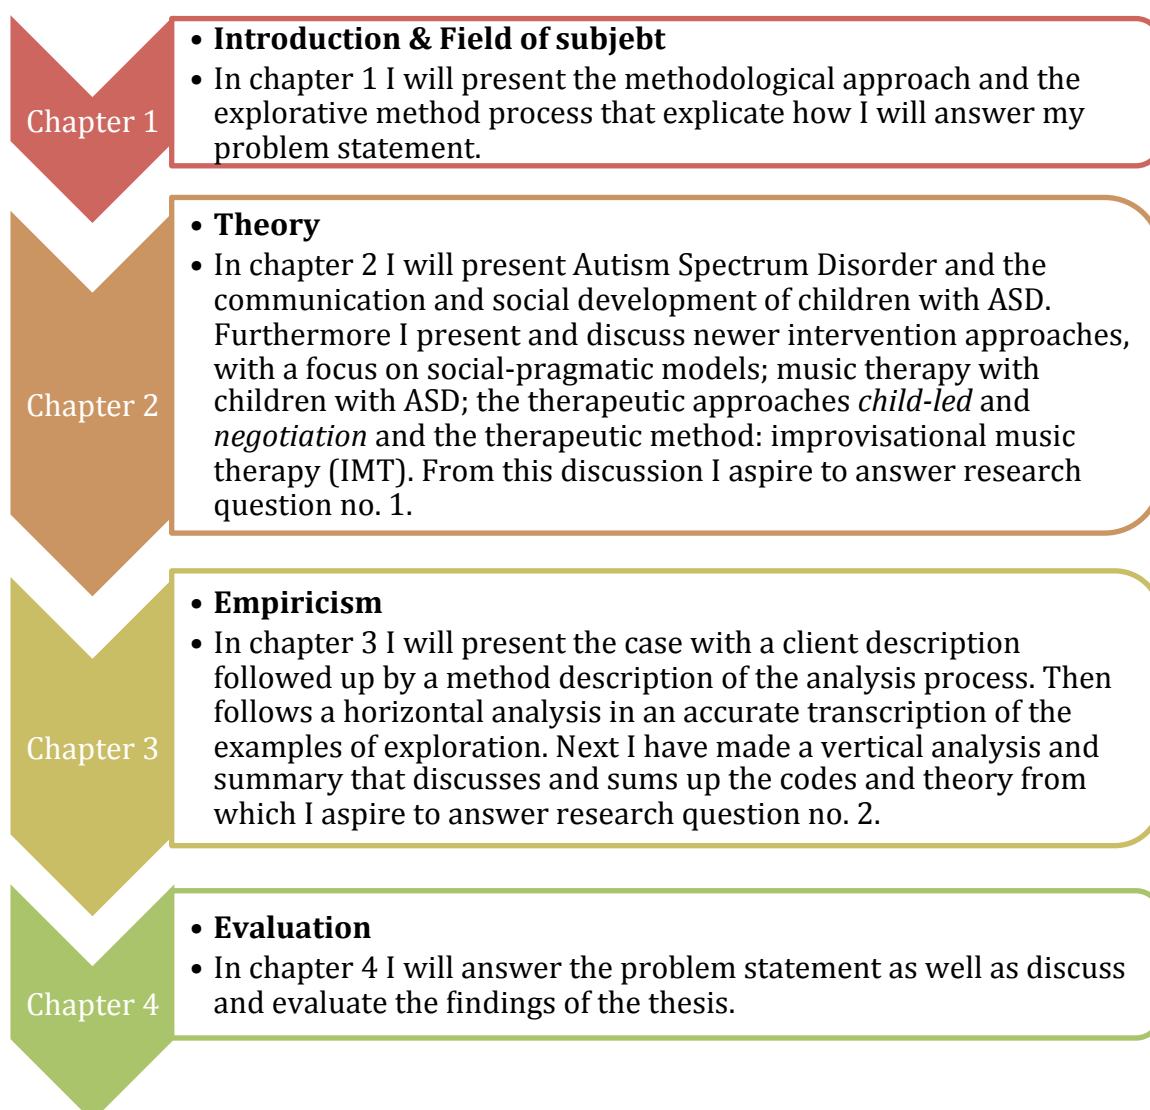 Chapter 1
• Introduction & Field of subjebt
• In chapter 1 I will present the methodological approach and the
explorative method process that explicate how I will answer my
problem statement.
Chapter 2
• Theory
• In chapter 2 I will present Autism Spectrum Disorder and the
communication and social development of children with ASD.
Furthermore I present and discuss newer intervention approaches,
with a focus on social-pragmatic models; music therapy with
children with ASD; the therapeutic approaches child-led and
negotiation and the therapeutic method: improvisational music
therapy (IMT). From this discussion I aspire to answer research
question no. 1.
Chapter 3
• Empiricism
• In chapter 3 I will present the case with a client description
followed up by a method description of the analysis process. Then
follows a horizontal analysis in an accurate transcription of the
examples of exploration. Next I have made a vertical analysis and
summary that discusses and sums up the codes and theory from
which I aspire to answer research question no. 2.
Chapter 4
• Evaluation
• In chapter 4 I will answer the problem statement as well as discuss
and evaluate the findings of the thesis.